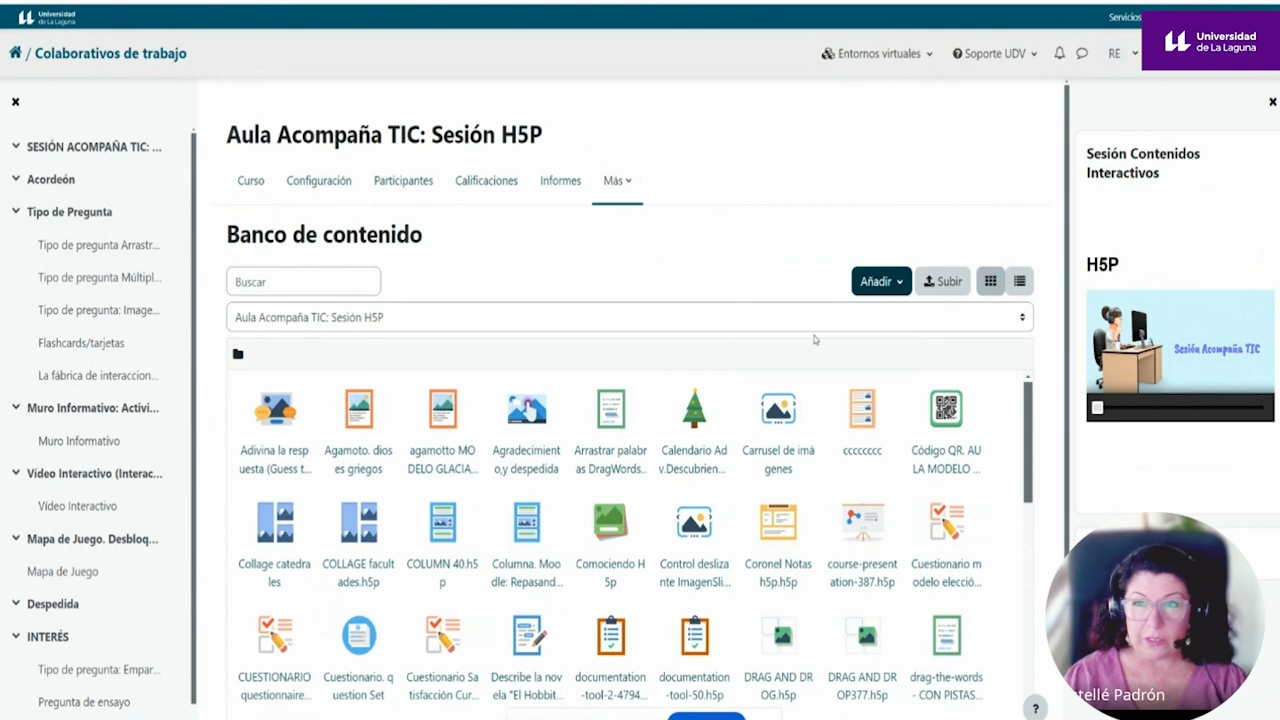 Universidad
de La Laguna
Servicios
/ Colaborativos de trabajo
Entornos virtuales
Soporte UDV
RE
Universidad
de La Laguna
SESIÓN ACOMPAÑA TIC: ...
Acordeón
Tipo de Pregunta
Tipo de pregunta Arrastr...
Tipo de pregunta Múltipl...
Tipo de pregunta: Image...
Flashcards/tarjetas
La fábrica de interaccion...
Muro Informativo: Activi...
Muro Informativo
Vídeo Interactivo (Interac...
Vídeo Interactivo
Mapa de Juego. Desbloq...
Mapa de Juego
Despedida
INTERÉS
Tipo de pregunta: Empar...
Pregunta de ensayo
Aula Acompaña TIC: Sesión H5P
Curso
Configuración
Participantes
Calificaciones
Informes
Más
Banco de contenido
Buscar
Añadir
Subir
Aula Acompaña TIC: Sesión H5P
Adivina la resp
uesta (Guess t...
Agamoto. dios
es griegos
agamotto MO
DELO GLACIA...
Agradecimient
o,y despedida
Arrastrar palabr
as DragWords...
Calendario Ad
v.Descubrien...
Carrusel de imá
genes
cccccccc
Código QR. AU
LA MODELO ...
Collage catedra
les
COLLAGE facult
ades.h5p
COLUMN 40.h5
p
Columna. Moo
dle: Repasand...
Comociendo H
5p
Control desliza
nte ImagenSli...
Coronel Notas
h5p.h5p
course-present
ation-387.h5p
Cuestionario m
odelo elecció...
CUESTIONARIO
questionnaire...
Cuestionario. q
uestion Set
Cuestionario Sa
tisfacción Cur...
Describe la nov
ela "El Hobbit...
documentation
-tool-2-4794...
documentation
-tool-50.h5p
DRAG AND DR
OG.h5p
DRAG AND DR
OP377.h5p
drag-the-words
- CON PISTAS...
Sesión Contenidos
Interactivos
H5P
Sesión Acompaña TIC
stellé Padrón
?